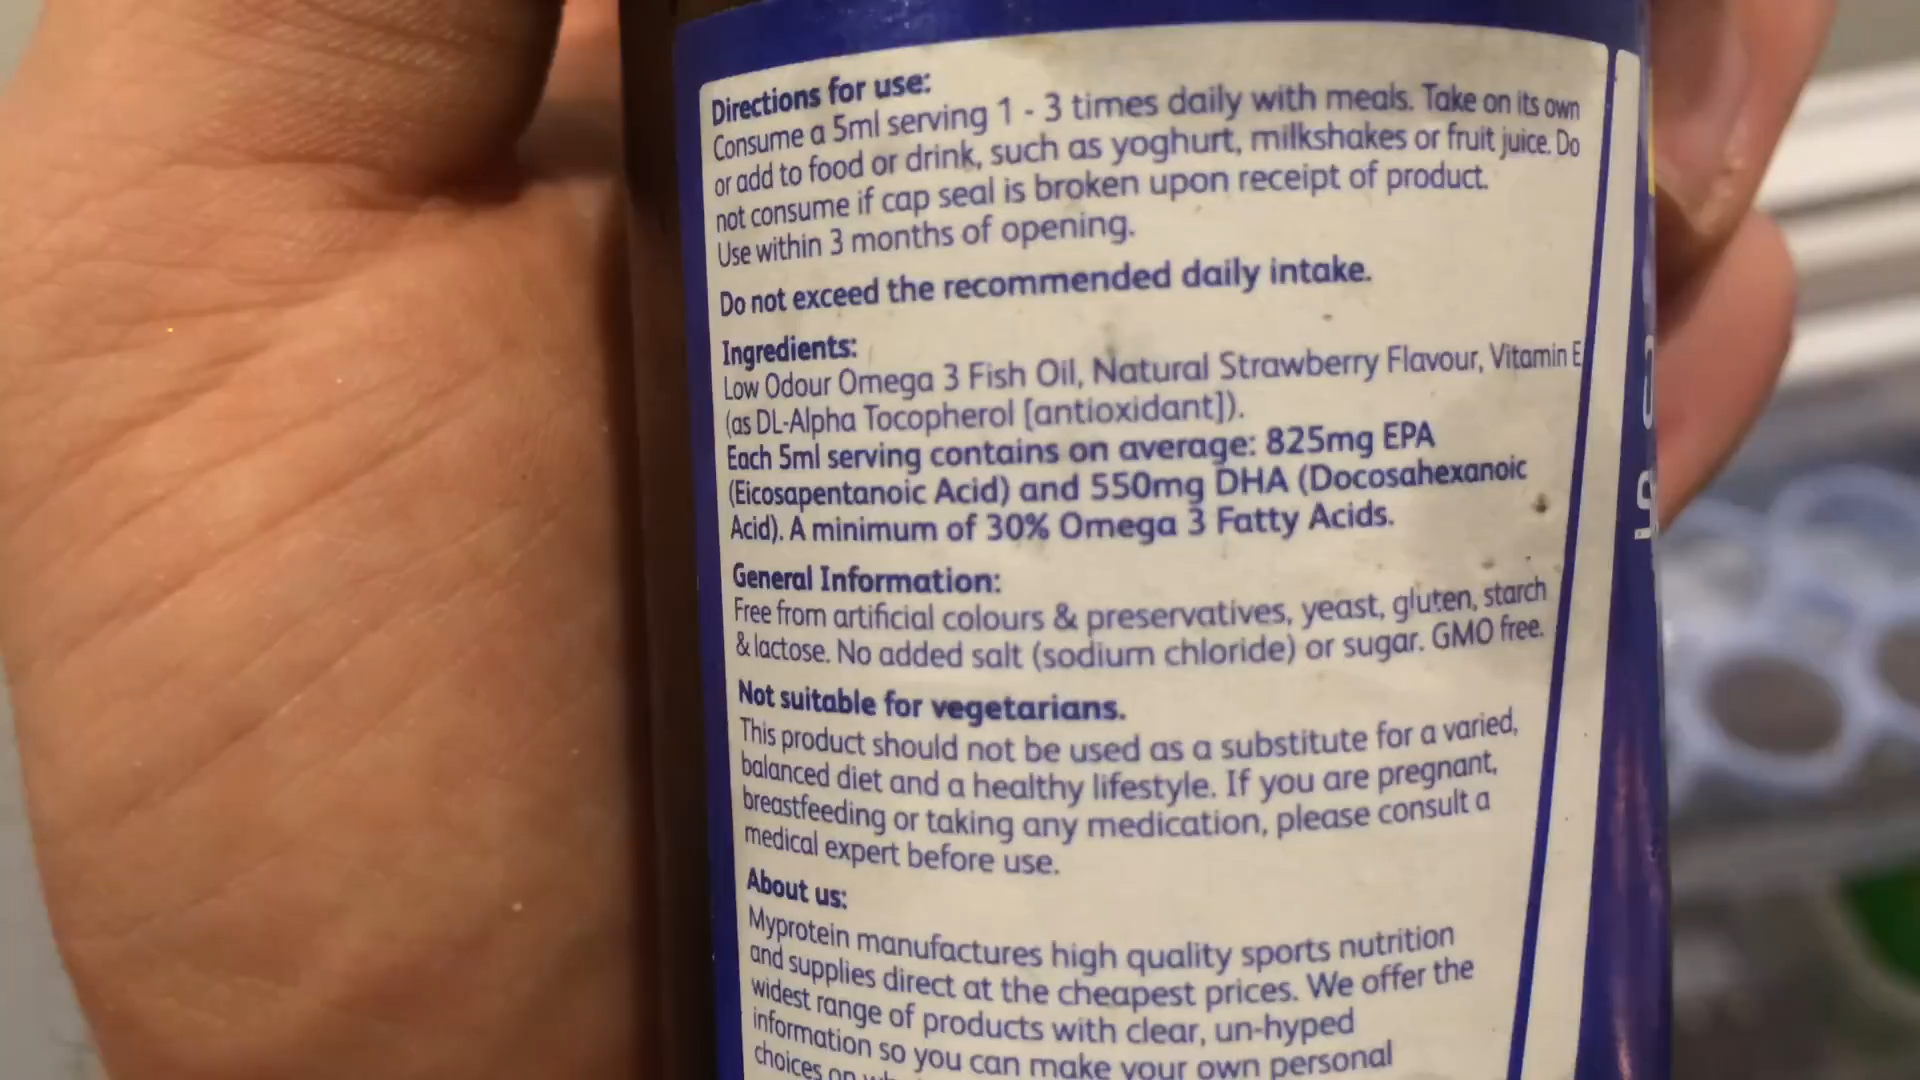 Directions for use:
Consume a 5ml serving 1 - 3 times daily with meals. Take on its own
or add to food or drink, such as yoghurt, milkshakes or fruit juice. Do
not consume if cap seal is broken upon receipt of product.
Use within 3 months of opening.
Do not exceed the recommended daily intake.
Ingredients:
Low Odour Omega 3 Fish Oil, Natural Strawberry Flavour, Vitamin E
(as DL-Alpha Tocopherol [antioxidant]).
Each 5ml serving contains on average: 825mg EPA
(Eicosapentanoic Acid) and 550mg DHA (Docosahexanoic
Acid). A minimum of 30% Omega 3 Fatty Acids.
General Information:
Free from artificial colours & preservatives, yeast, gluten, starch
& lactose. No added salt (sodium chloride) or sugar. GMO free.
Not suitable for vegetarians.
This product should not be used as a substitute for a varied,
balanced diet and a healthy lifestyle. If you are pregnant,
breastfeeding or taking any medication, please consult a
medical expert before use.
About us:
Myprotein manufactures high quality sports nutrition
and supplies direct at the cheapest prices. We offer the
widest range of products with clear, un-hyped
information so you can make your own personal
choices on